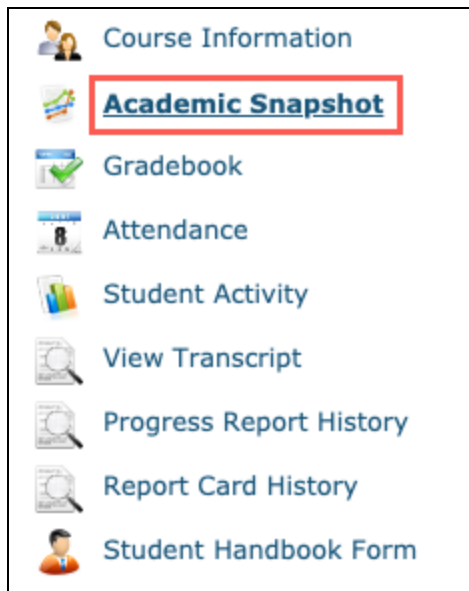 Course Information
Academic Snapshot
Gradebook
8
Attendance
Student Activity
View Transcript
Progress Report History
Report Card History
Student Handbook Form